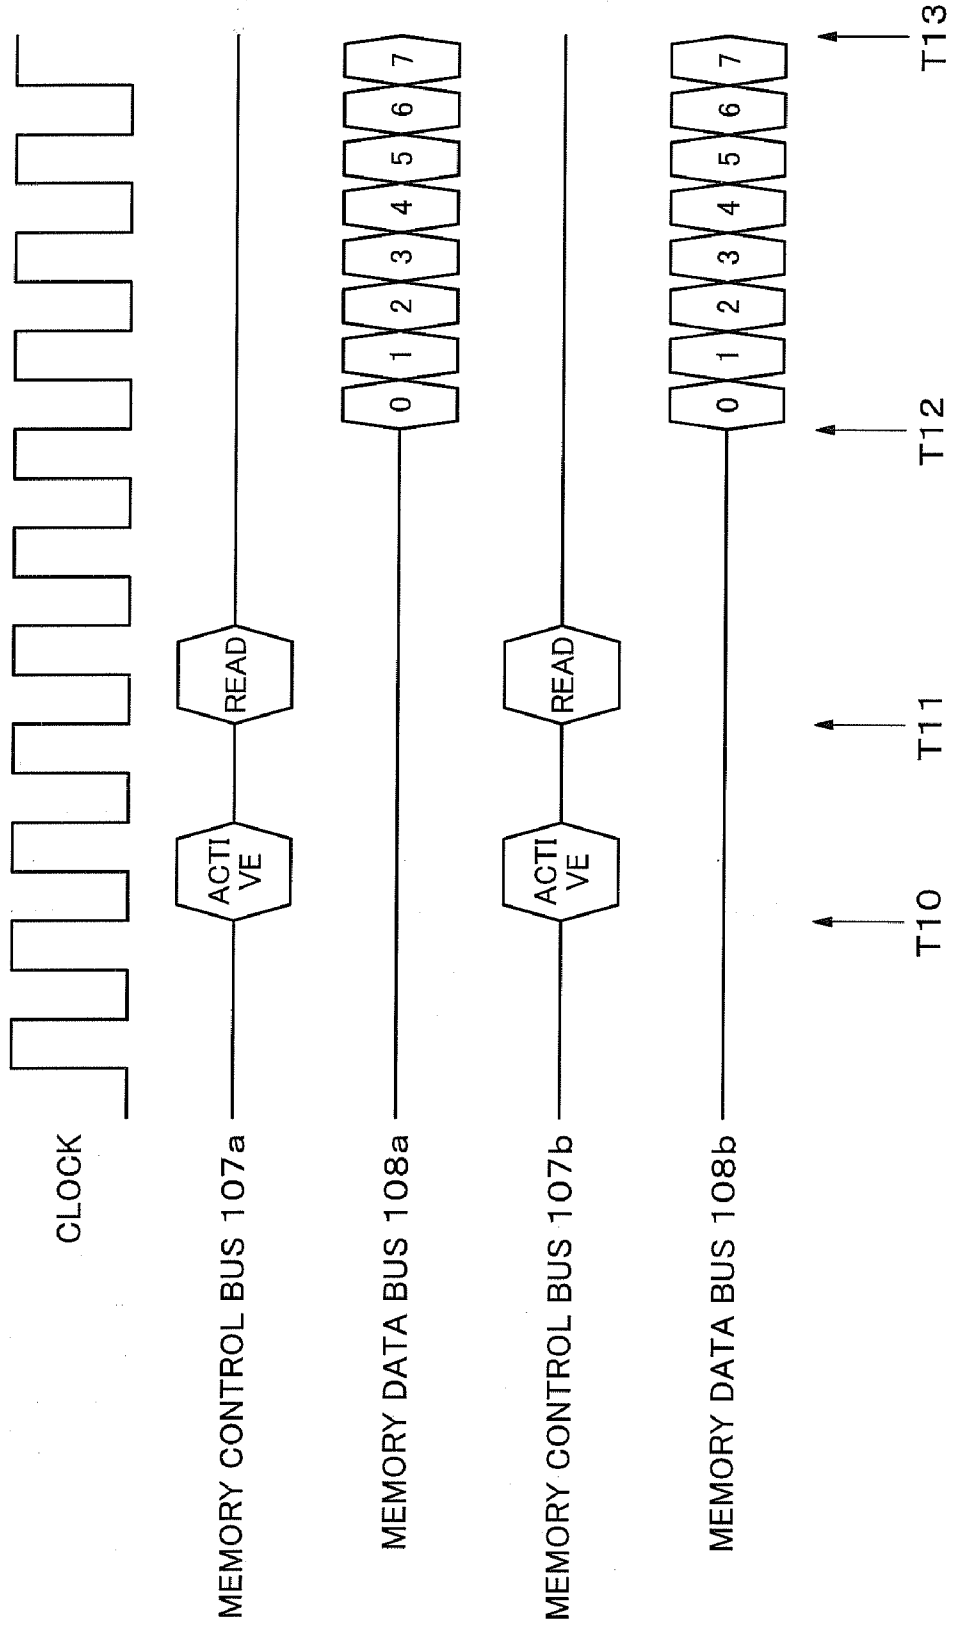 CLOCK
MEMORY CONTROL BUS 107a
ACTI
VE
READ
MEMORY DATA BUS 108a
0 1 2 3 4 5 6 7
MEMORY CONTROL BUS 107b
ACTI
VE
READ
MEMORY DATA BUS 108b
0 1 2 3 4 5 6 7
T10 T11 T12 T13